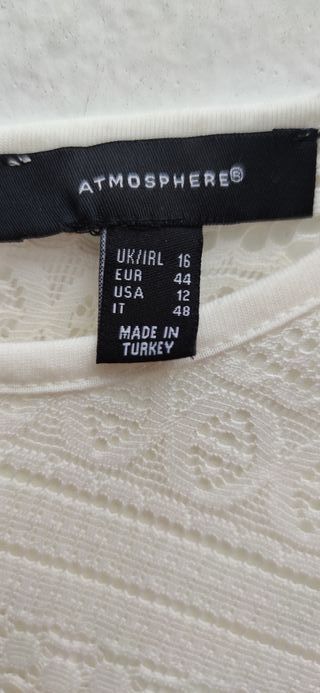 ATMOSPHERE®
UK/IRL 16
EUR 44
USA 12
IT 48
MADE IN
TURKEY